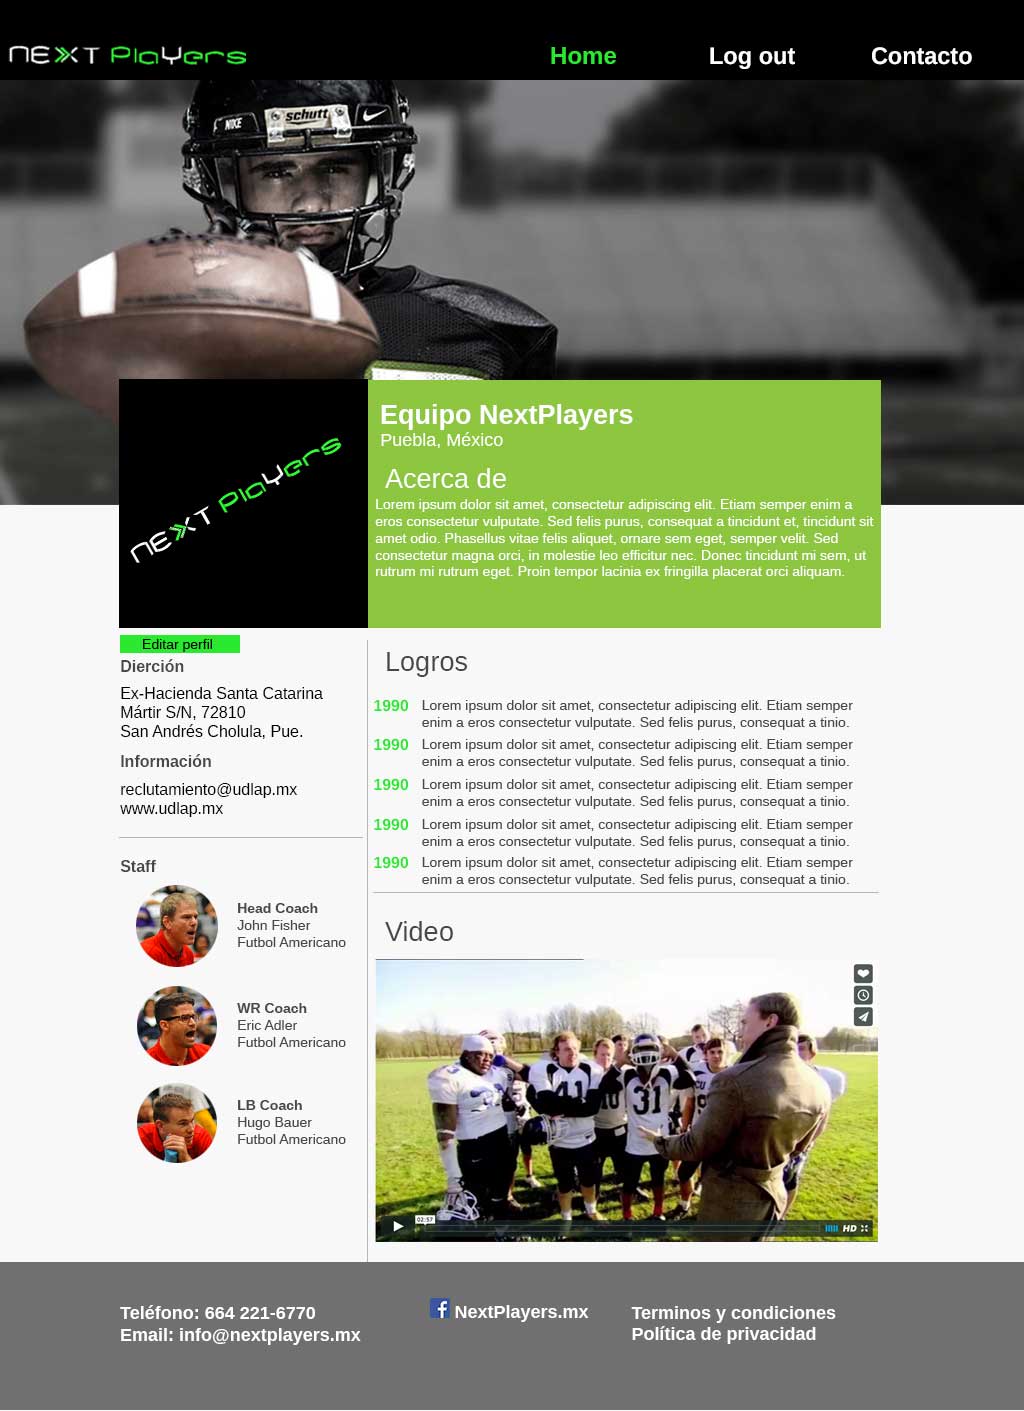 NEXT PlaYers
Home
Log out
Contacto
NIKE
schutt
Equipo NextPlayers
Puebla, México
Acerca de
Lorem ipsum dolor sit amet, consectetur adipiscing elit. Etiam semper enim a
eros consectetur vulputate. Sed felis purus, consequat a tincidunt et, tincidunt sit
amet odio. Phasellus vitae felis aliquet, ornare sem eget, semper velit. Sed
consectetur magna orci, in molestie leo efficitur nec. Donec tincidunt mi sem, ut
rutrum mi rutrum eget. Proin tempor lacinia ex fringilla placerat orci aliquam.
NEXT PlaYers
Editar perfil
Dierción
Ex-Hacienda Santa Catarina
Mártir S/N, 72810
San Andrés Cholula, Pue.
Información
reclutamiento@udlap.mx
www.udlap.mx
Staff
Head Coach
John Fisher
Futbol Americano
WR Coach
Eric Adler
Futbol Americano
LB Coach
Hugo Bauer
Futbol Americano
Logros
1990 Lorem ipsum dolor sit amet, consectetur adipiscing elit. Etiam semper
enim a eros consectetur vulputate. Sed felis purus, consequat a tinio.
1990 Lorem ipsum dolor sit amet, consectetur adipiscing elit. Etiam semper
enim a eros consectetur vulputate. Sed felis purus, consequat a tinio.
1990 Lorem ipsum dolor sit amet, consectetur adipiscing elit. Etiam semper
enim a eros consectetur vulputate. Sed felis purus, consequat a tinio.
1990 Lorem ipsum dolor sit amet, consectetur adipiscing elit. Etiam semper
enim a eros consectetur vulputate. Sed felis purus, consequat a tinio.
1990 Lorem ipsum dolor sit amet, consectetur adipiscing elit. Etiam semper
enim a eros consectetur vulputate. Sed felis purus, consequat a tinio.
Video
41
31
02:57
HD
Teléfono: 664 221-6770
Email: info@nextplayers.mx
f NextPlayers.mx
Terminos y condiciones
Política de privacidad